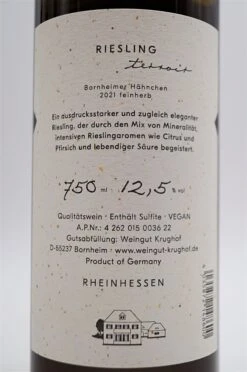 RIESLING
terroir
Bornheimer Hähnchen
2021 feinherb
Ein ausdrucksstarker und zugleich eleganter
Riesling, der durch den Mix von Mineralität,
intensiven Rieslingaromen wie Citrus und
Pfirsich und lebendiger Säure begeistert.
750 ml 12,5 % vol
Qualitätswein · Enthält Sulfite · VEGAN
A.P.Nr.: 4 262 015 0036 22
Gutsabfüllung: Weingut Krughof
D-55237 Bornheim · www.weingut-krughof.de
Product of Germany
RHEINHESSEN